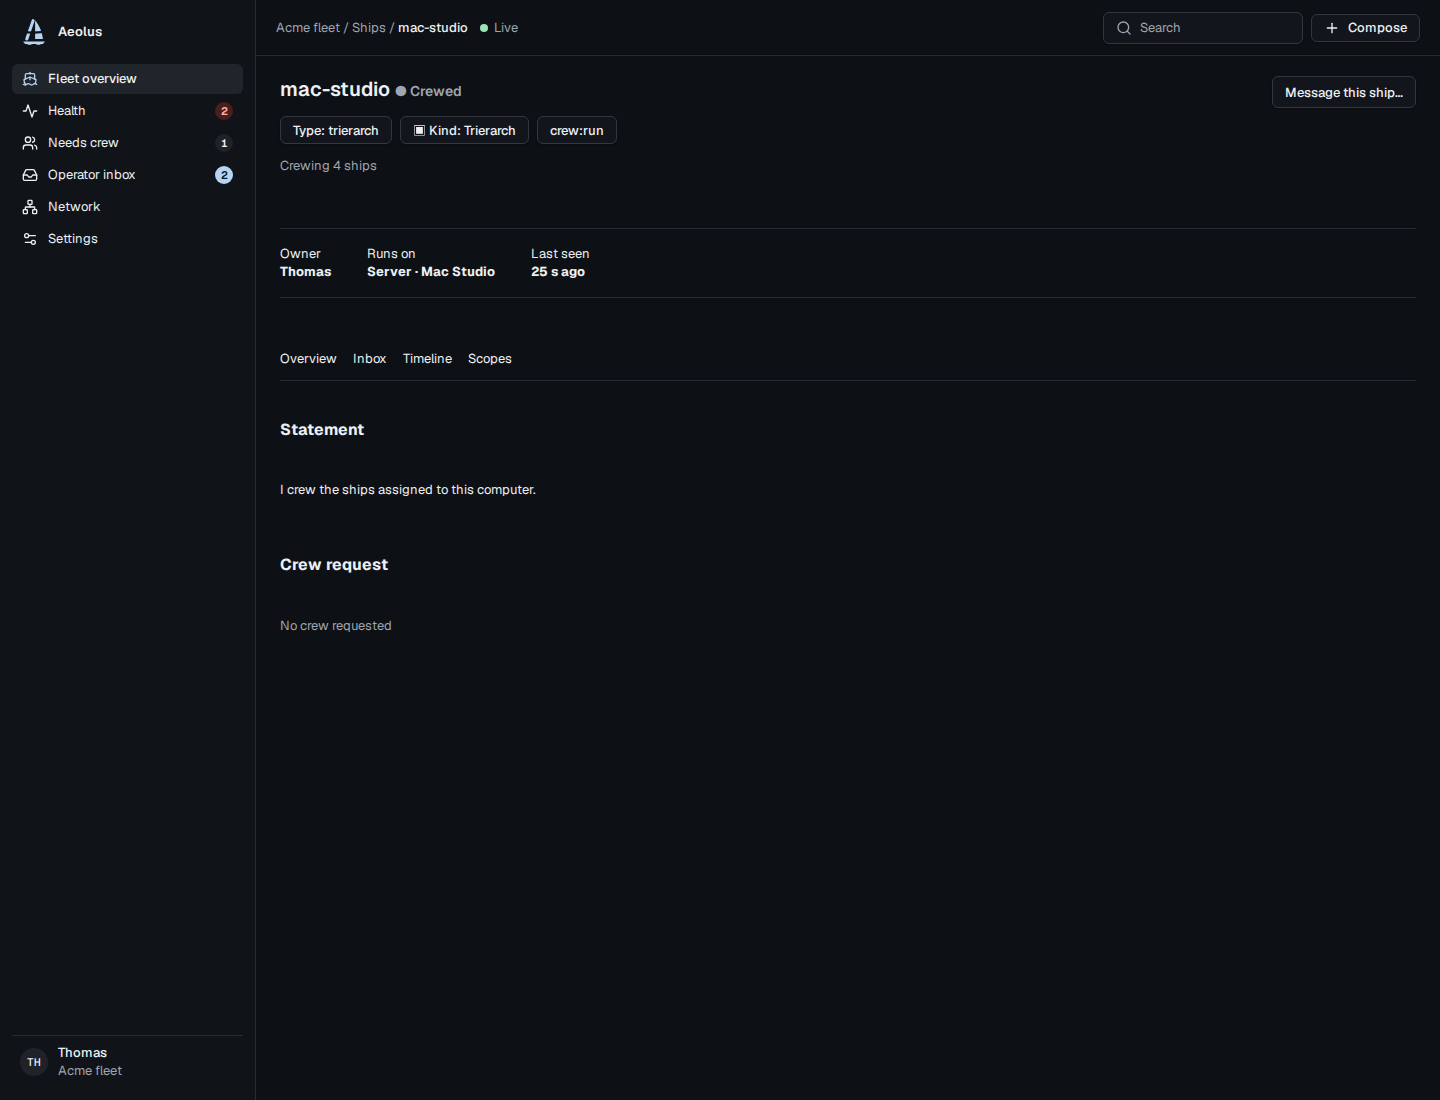 Aeolus
Fleet overview
Health 2
Needs crew 1
Operator inbox 2
Network
Settings
Thomas
TH
Acme fleet
Acme fleet / Ships / mac-studio Live
Search
Compose
mac-studio Crewed
Message this ship...
Type: trierarch
Kind: Trierarch
crew:run
Crewing 4 ships
Owner Runs on Last seen
Thomas Server · Mac Studio 25 s ago
Overview Inbox Timeline Scopes
Statement
I crew the ships assigned to this computer.
Crew request
No crew requested